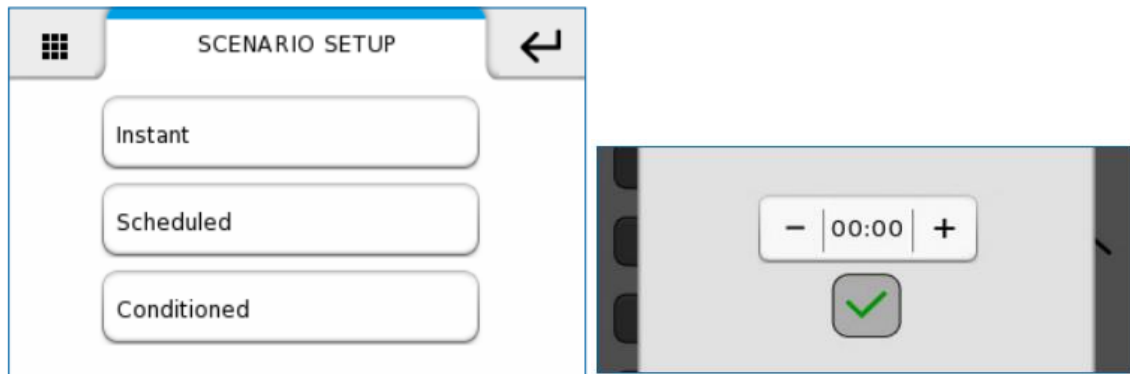 SCENARIO SETUP
Instant
Scheduled
Conditioned
− 00:00 +